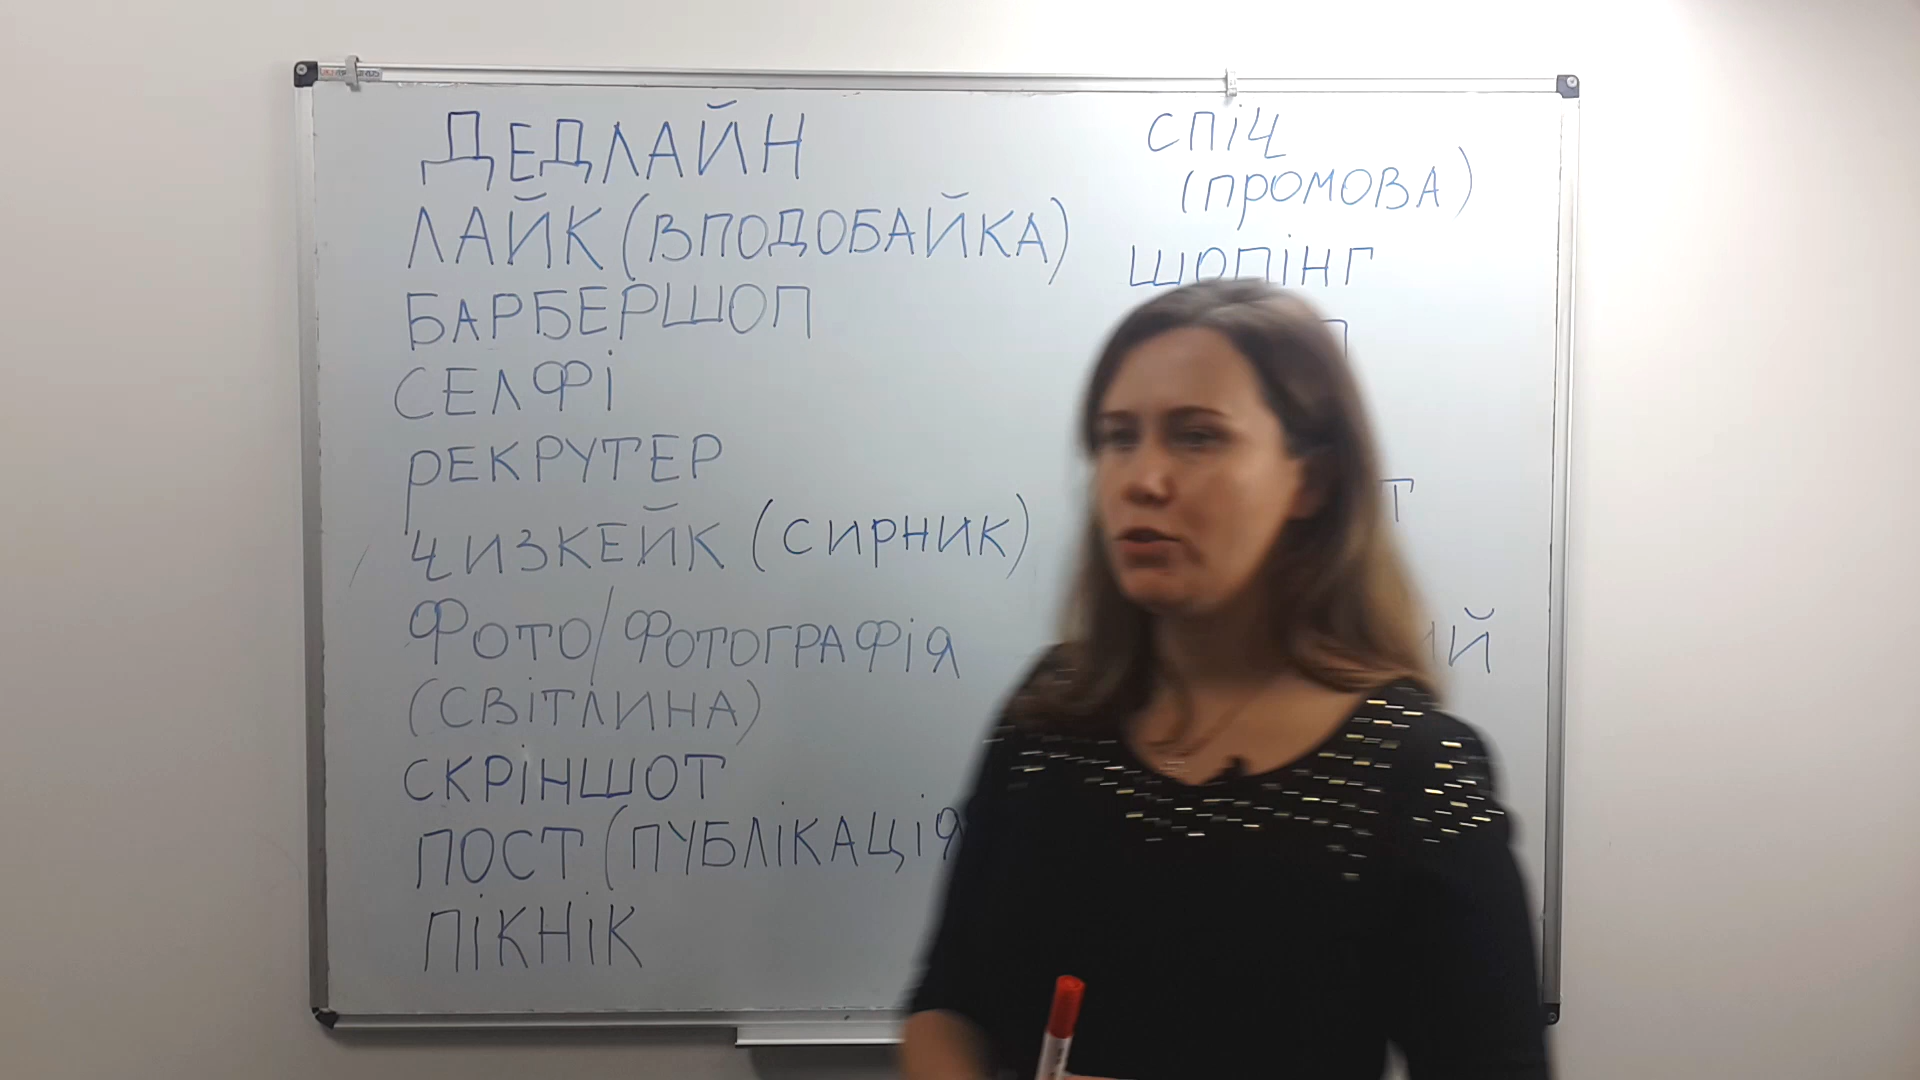 ДЕДЛАЙН
ЛАЙК (ВПОДОБАЙКА)
БАРБЕРШОП
СЕЛФІ
РЕКРУТЕР
ЧИЗКЕЙК (СИРНИК)
ФОТО/ФОТОГРАФІЯ
(СВІТЛИНА)
СКРІНШОТ
ПОСТ (ПУБЛІКАЦІЯ
ПІКНІК
СПІЧ
(ПРОМОВА)
ШОПІНГ